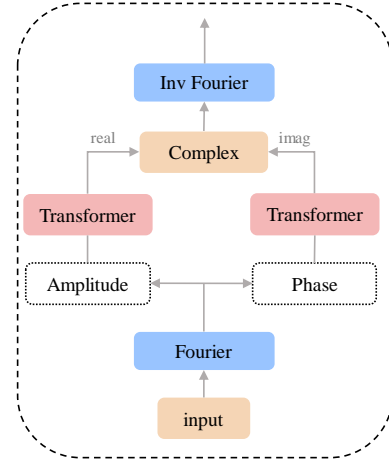 Inv Fourier
real
imag
Complex
Transformer
Transformer
Amplitude
Phase
Fourier
input